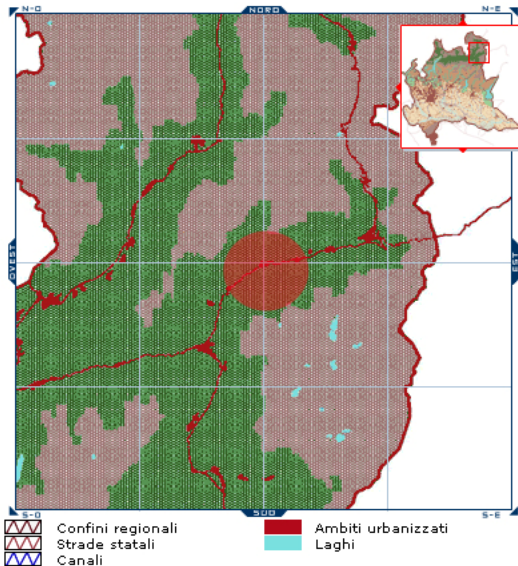 N-O
NORD
N-E
OVEST
EST
S-O
SUD
S-E
Confini regionali
Ambiti urbanizzati
Strade statali
Laghi
Canali